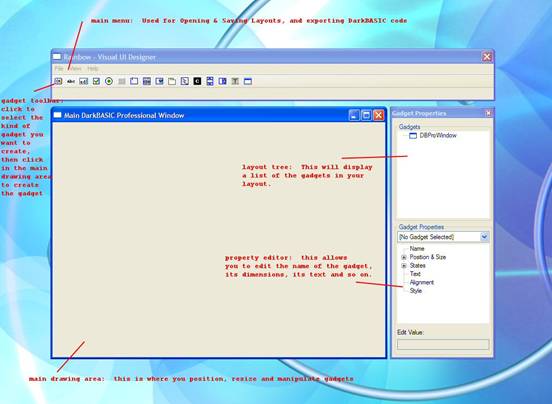 main menu: Used for Opening & Saving Layouts, and exporting DarkBASIC code
Rainbow - Visual UI Designer
File View Help
abc
gadget toolbar:
click to
select the
kind of
gadget you
want to
create,
then click
in the main
drawing area
to create
the gadget
Main DarkBASIC Professional Window
Gadget Properties
Gadgets
DBProWindow
layout tree: This will display
a list of the gadgets in your
layout.
Gadget Properties
[No Gadget Selected]
Name
Position & Size
States
Text
Alignment
Style
property editor: this allows
you to edit the name of the gadget,
its dimensions, its text and so on.
Edit Value:
main drawing area: this is where you position, resize and manipulate gadgets